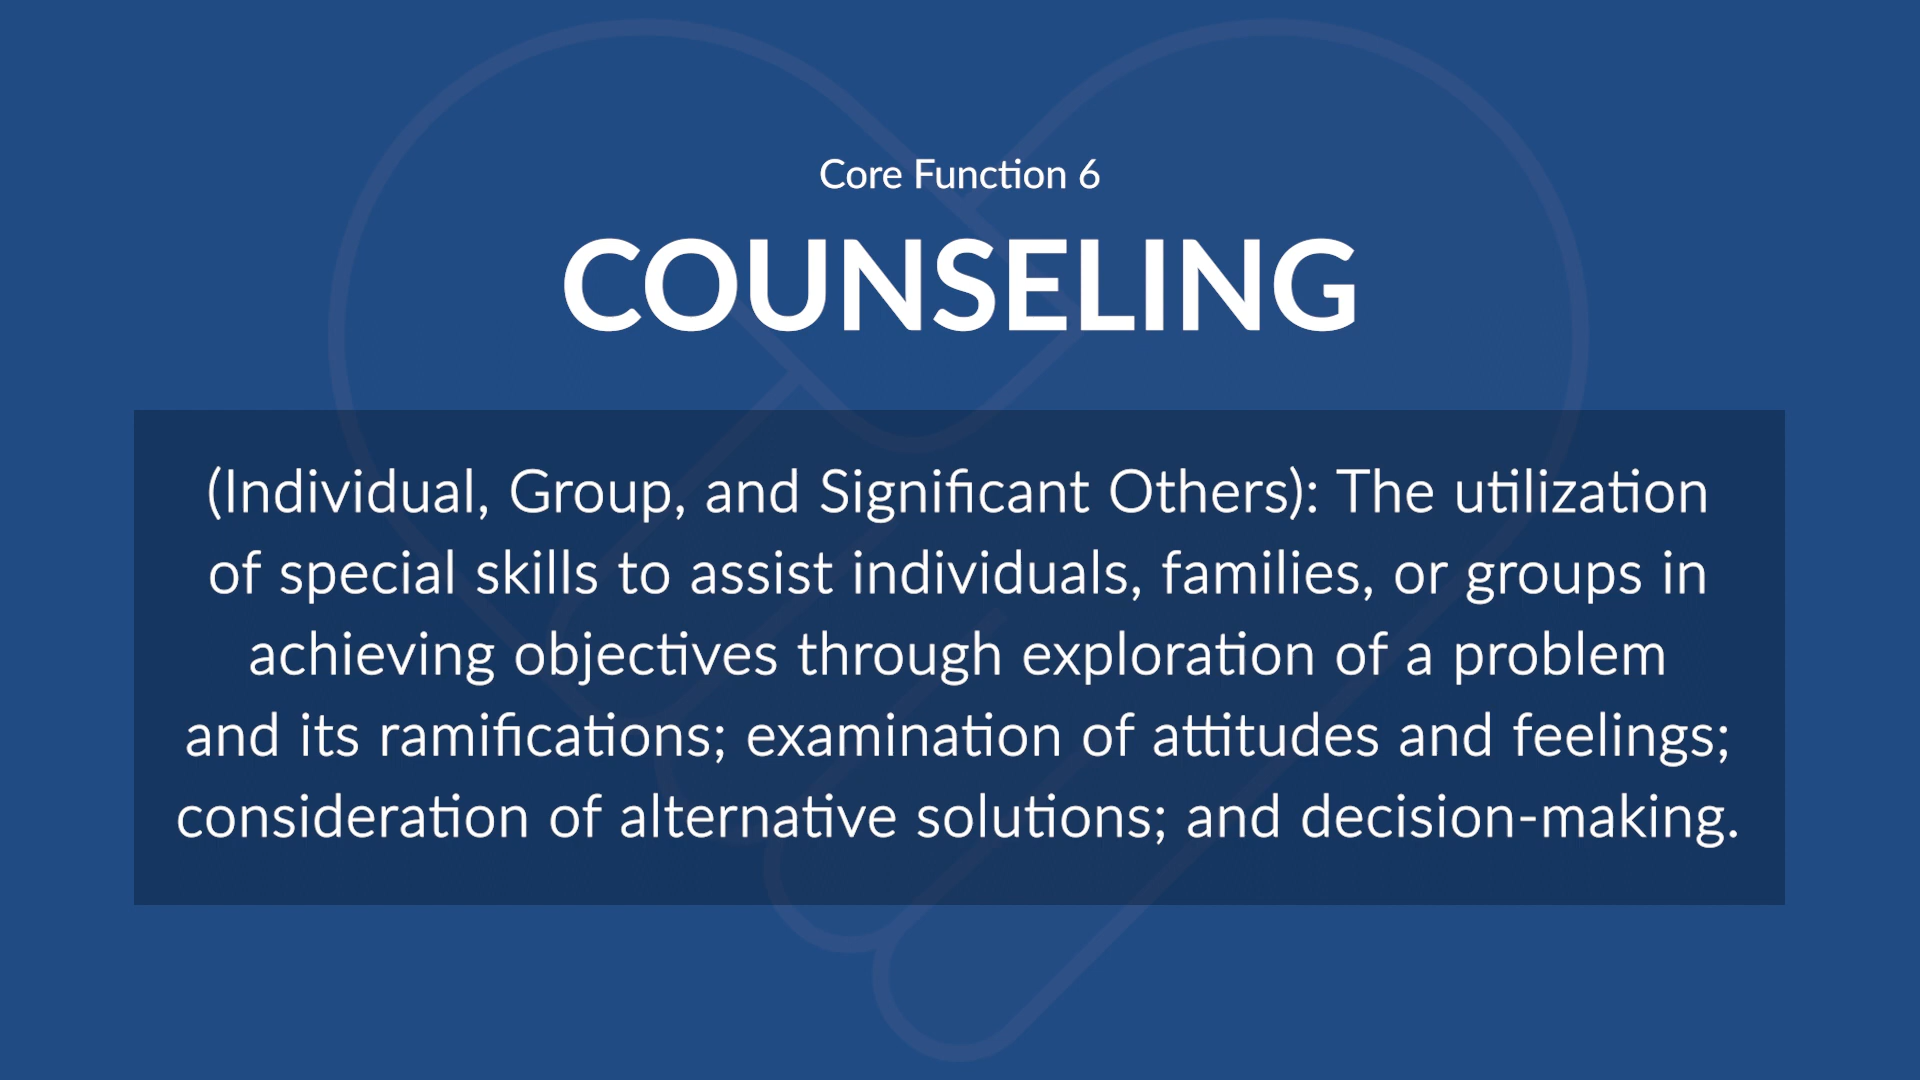 Core Function 6
COUNSELING
(Individual, Group, and Significant Others): The utilization
of special skills to assist individuals, families, or groups in
achieving objectives through exploration of a problem
and its ramifications; examination of attitudes and feelings;
consideration of alternative solutions; and decision-making.